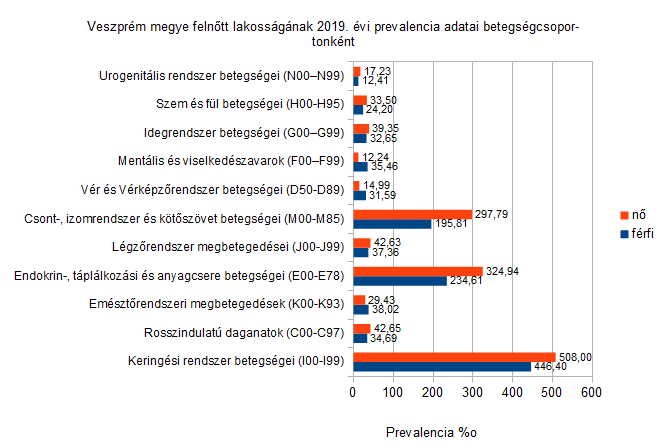 Veszprém megye felnőtt lakosságának 2019. évi prevalencia adatai betegségcsopor-
tonként
Urogenitális rendszer betegségei (N00–N99)
17,23
12,41
Szem és fül betegségei (H00-H95)
33,50
24,20
Idegrendszer betegségei (G00–G99)
39,35
32,65
Mentális és viselkedészavarok (F00–F99)
12,24
35,46
Vér és Vérképzőrendszer betegségei (D50-D89)
14,99
31,59
Csont-, izomrendszer és kötőszövet betegségei (M00-M85)
297,79
195,81
Légzőrendszer megbetegedései (J00-J99)
42,63
37,36
Endokrin-, táplálkozási és anyagcsere betegségei (E00-E78)
324,94
234,61
Emésztőrendszeri megbetegedések (K00-K93)
29,43
38,02
Rosszindulatú daganatok (C00-C97)
42,65
34,69
Keringési rendszer betegségei (I00-I99)
508,00
446,40
0 100 200 300 400 500 600
Prevalencia %o
nő
férfi